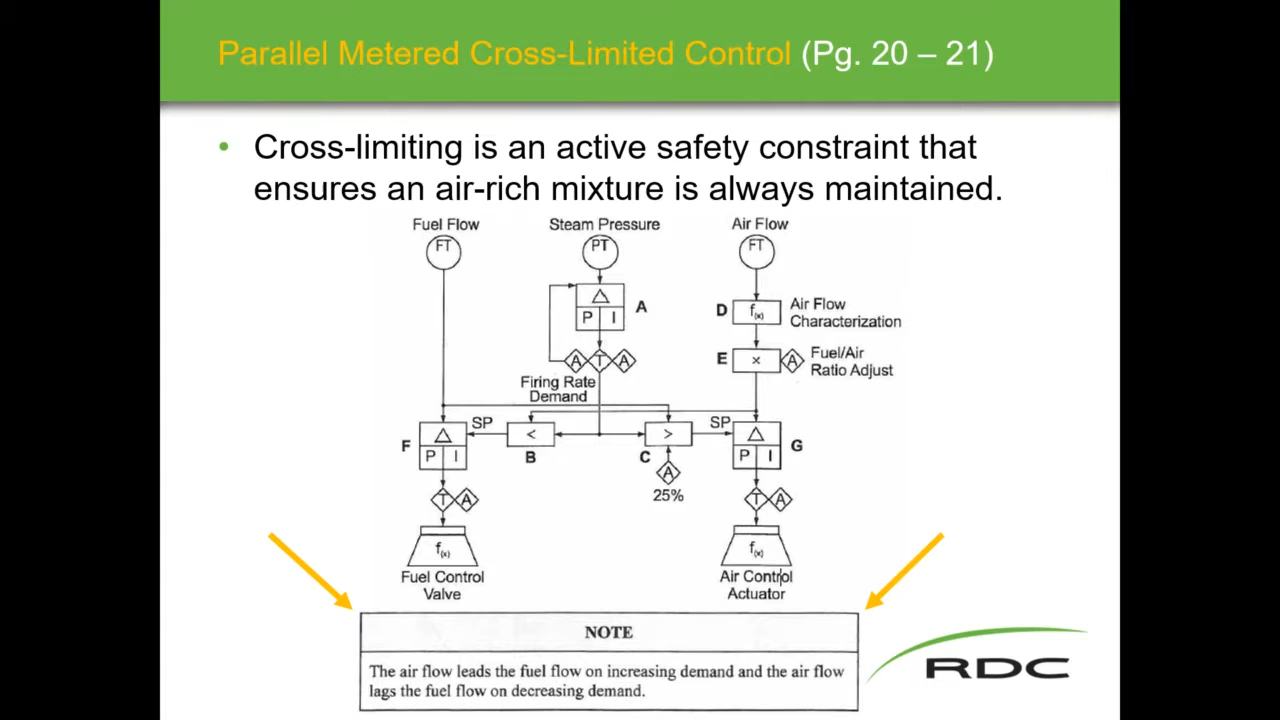 Parallel Metered Cross-Limited Control (Pg. 20 – 21)
• Cross-limiting is an active safety constraint that
ensures an air-rich mixture is always maintained.
Fuel Flow
Steam Pressure
Air Flow
FT
PT
FT
A
P I
D
f(x)
Air Flow
Characterization
A T A
E
×
A
Fuel/Air
Ratio Adjust
Firing Rate
Demand
SP
SP
F
<
>
G
P I
B
C
P I
A
25%
T A
T A
f(x)
f(x)
Fuel Control
Valve
Air Control
Actuator
NOTE
The air flow leads the fuel flow on increasing demand and the air flow
lags the fuel flow on decreasing demand.
RDC